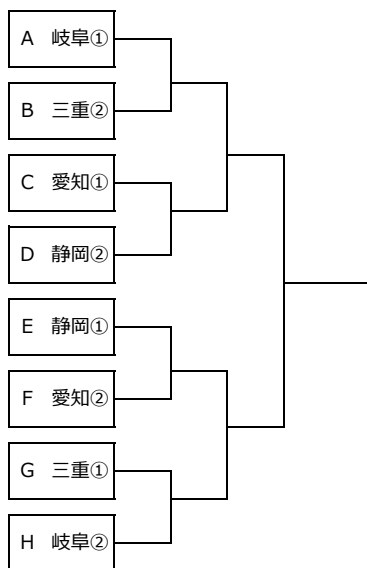 A　岐阜①
B　三重②
C　愛知①
D　静岡②
E　静岡①
F　愛知②
G　三重①
H　岐阜②